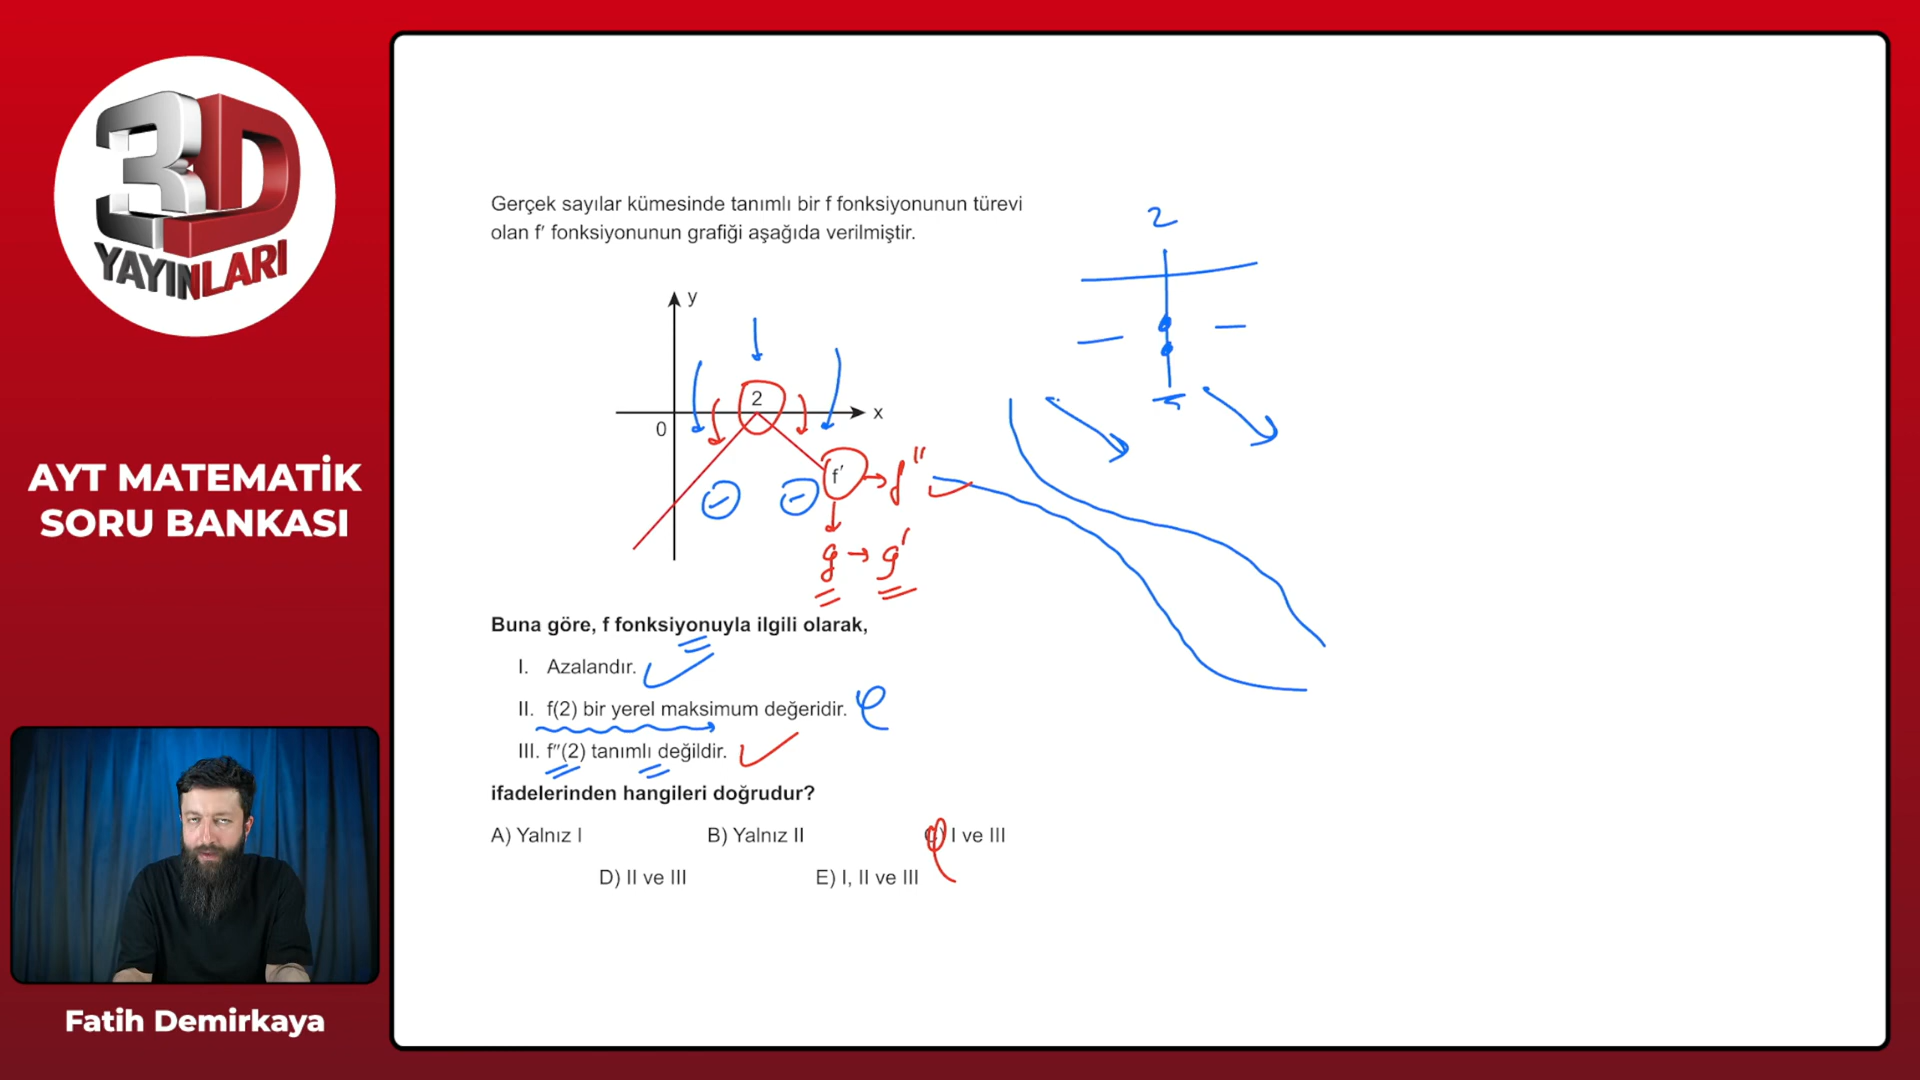 3D
YAYINLARI
AYT MATEMATİK
SORU BANKASI
Fatih Demirkaya
Gerçek sayılar kümesinde tanımlı bir f fonksiyonunun türevi
olan f′ fonksiyonunun grafiği aşağıda verilmiştir.
y
2
x
0
f′ → f″
g → g′
2
Buna göre, f fonksiyonuyla ilgili olarak,
I. Azalandır.
II. f(2) bir yerel maksimum değeridir.
III. f″(2) tanımlı değildir.
ifadelerinden hangileri doğrudur?
A) Yalnız I B) Yalnız II C) I ve III
D) II ve III E) I, II ve III